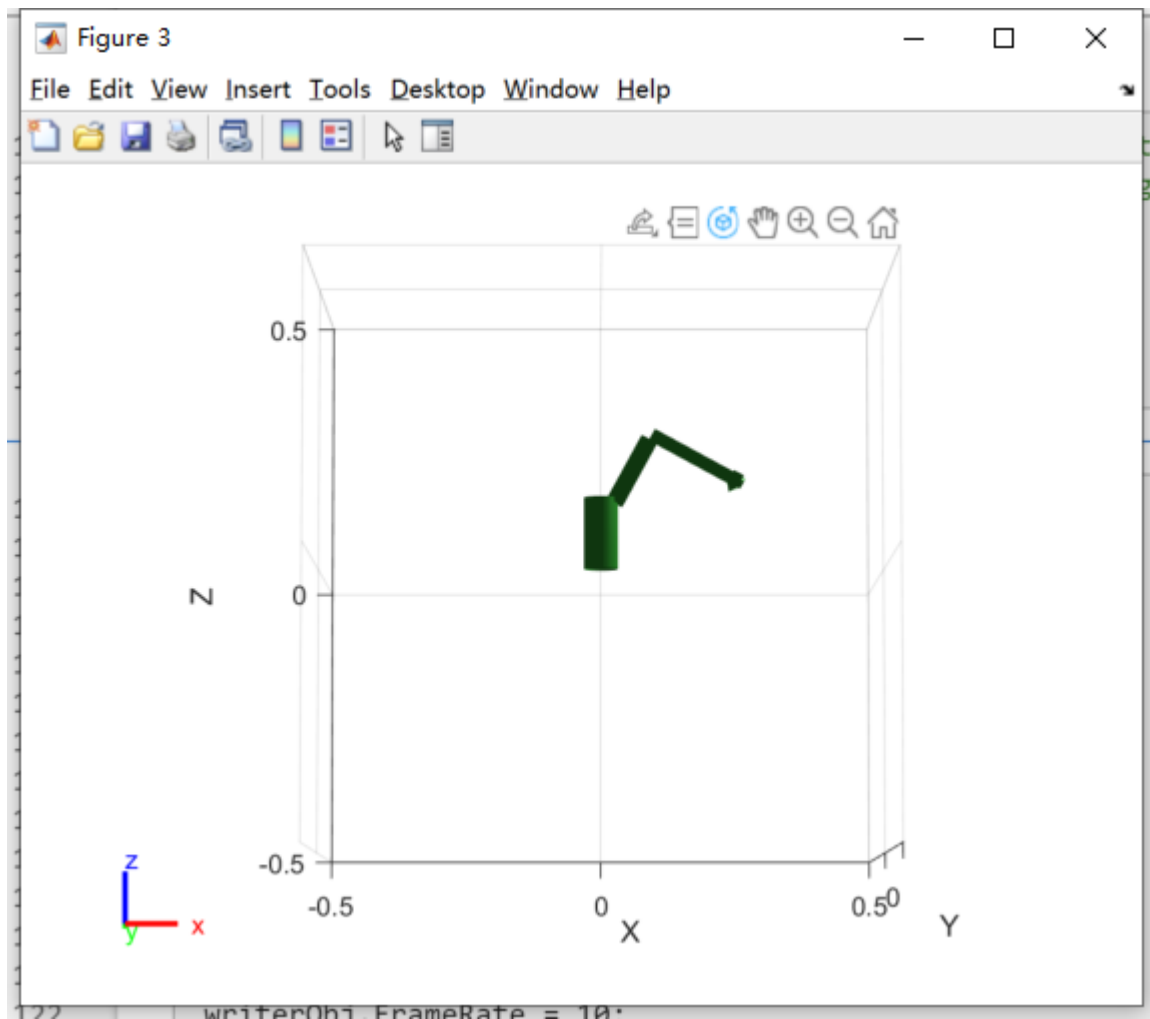 Figure 3
File Edit View Insert Tools Desktop Window Help
0.5
Z
0
-0.5
-0.5 0 0.5 0
X
Y
z
x
y
122 writerObj.FrameRate = 10;